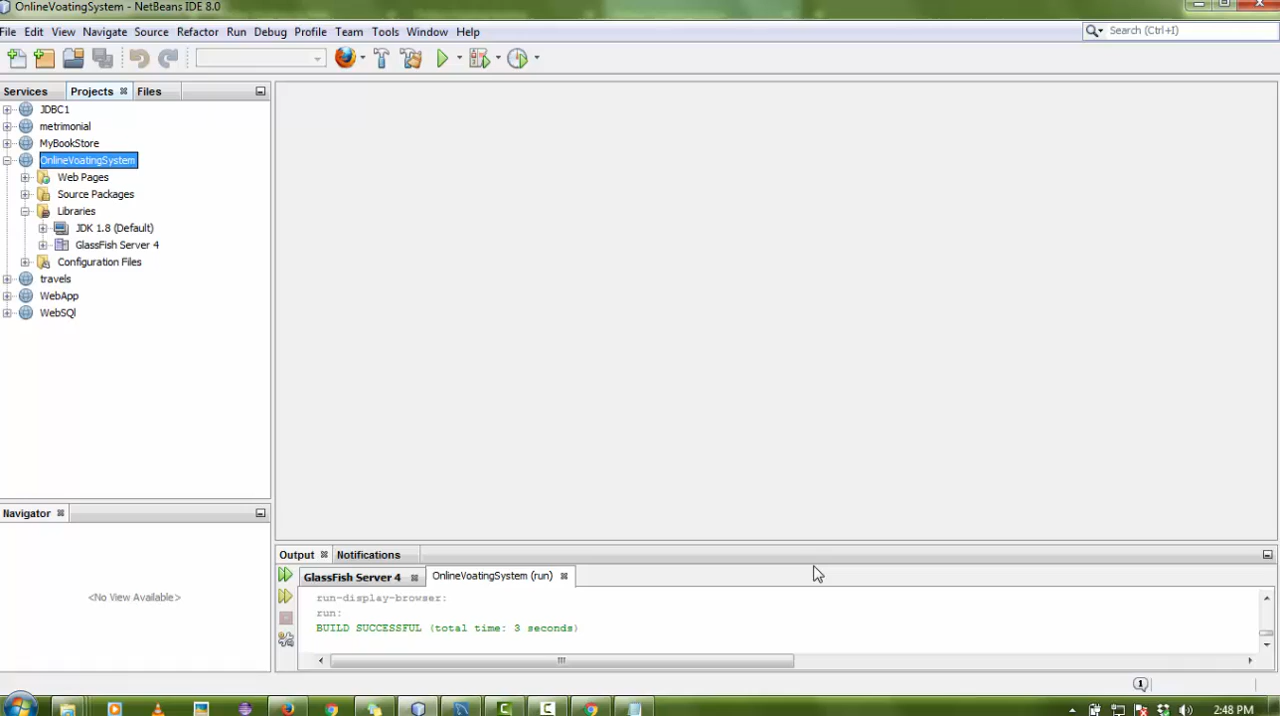 OnlineVoatingSystem - NetBeans IDE 8.0
File Edit View Navigate Source Refactor Run Debug Profile Team Tools Window Help
Search (Ctrl+I)
Services Projects Files
JDBC1
metrimonial
MyBookStore
OnlineVoatingSystem
Web Pages
Source Packages
Libraries
JDK 1.8 (Default)
GlassFish Server 4
Configuration Files
travels
WebApp
WebSQl
Navigator
<No View Available>
Output Notifications
GlassFish Server 4 OnlineVoatingSystem (run)
run-display-browser:
run:
BUILD SUCCESSFUL (total time: 3 seconds)
1
2:48 PM